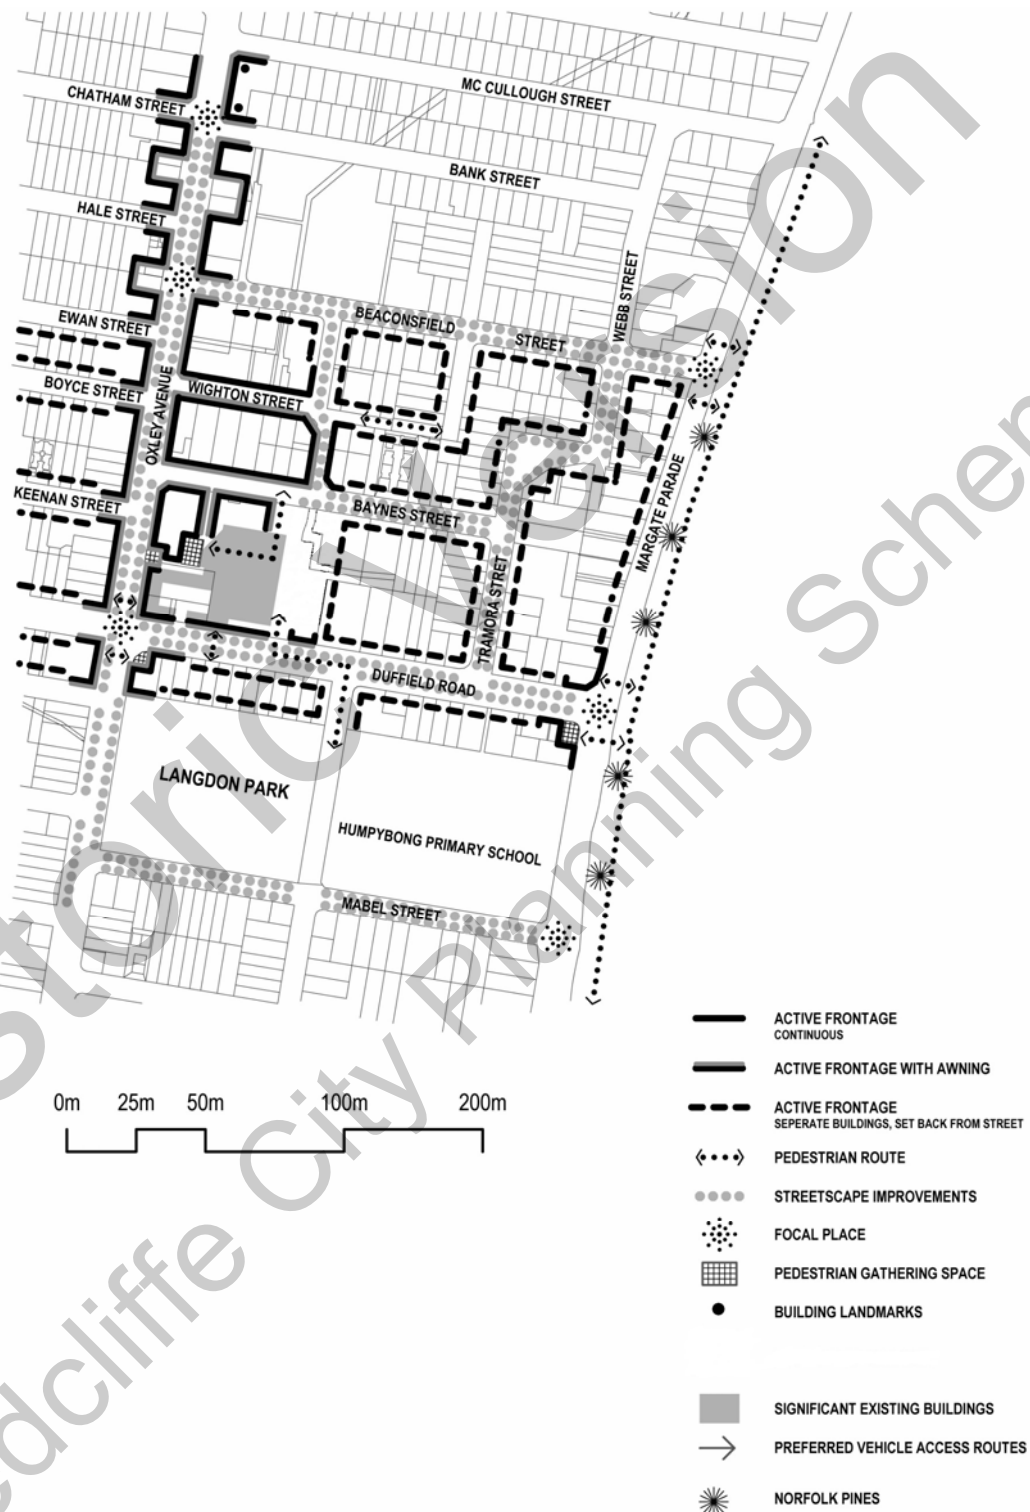 MC CULLOUGH STREET
CHATHAM STREET
BANK STREET
HALE STREET
WEBB STREET
BEACONSFIELD
STREET
EWAN STREET
BOYCE STREET
WIGHTON STREET
OXLEY AVENUE
MARGATE PARADE
KEENAN STREET
BAYNES STREET
TRAMORA STRET
DUFFIELD ROAD
LANGDON PARK
HUMPYBONG PRIMARY SCHOOL
MABEL STREET
ACTIVE FRONTAGE
CONTINUOUS
ACTIVE FRONTAGE WITH AWNING
ACTIVE FRONTAGE
SEPERATE BUILDINGS, SET BACK FROM STREET
PEDESTRIAN ROUTE
STREETSCAPE IMPROVEMENTS
FOCAL PLACE
PEDESTRIAN GATHERING SPACE
BUILDING LANDMARKS
SIGNIFICANT EXISTING BUILDINGS
PREFERRED VEHICLE ACCESS ROUTES
NORFOLK PINES
0m 25m 50m 100m 200m
storic Version
edcliffe City Planning Schem